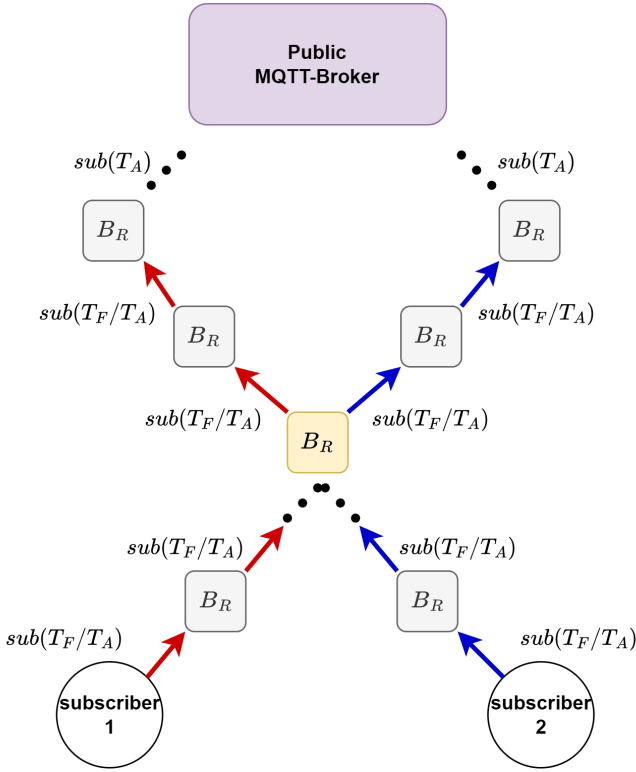 Public
MQTT-Broker
sub(T_A)
sub(T_A)
B_R
B_R
sub(T_F/T_A)
sub(T_F/T_A)
B_R
B_R
sub(T_F/T_A)
sub(T_F/T_A)
B_R
sub(T_F/T_A)
sub(T_F/T_A)
B_R
B_R
sub(T_F/T_A)
sub(T_F/T_A)
subscriber
1
subscriber
2